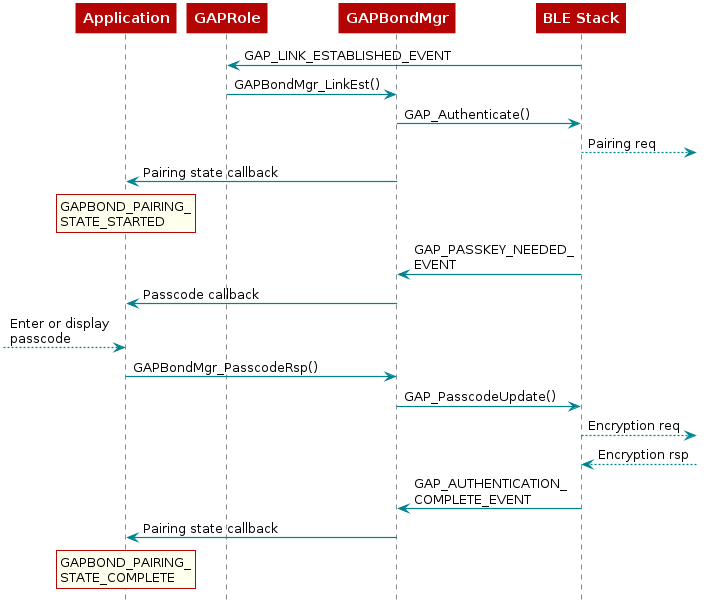 Application GAPRole GAPBondMgr BLE Stack
GAP_LINK_ESTABLISHED_EVENT
GAPBondMgr_LinkEst()
GAP_Authenticate()
Pairing req
Pairing state callback
GAPBOND_PAIRING_
STATE_STARTED
GAP_PASSKEY_NEEDED_
EVENT
Passcode callback
Enter or display
passcode
GAPBondMgr_PasscodeRsp()
GAP_PasscodeUpdate()
Encryption req
Encryption rsp
GAP_AUTHENTICATION_
COMPLETE_EVENT
Pairing state callback
GAPBOND_PAIRING_
STATE_COMPLETE